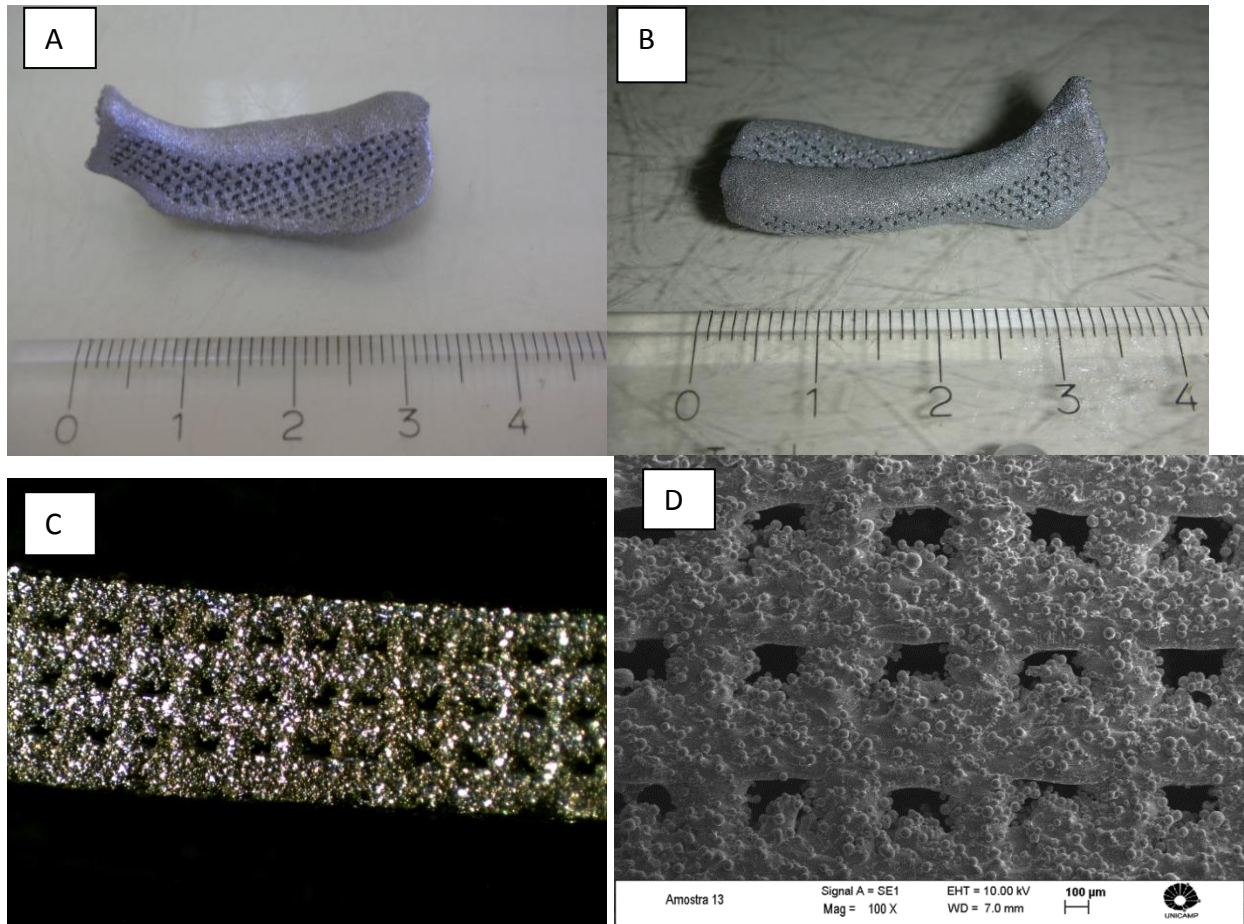 A
B
0 1 2 3 4
0 1 2 3 4
C
D
Amostra 13
Signal A = SE1
Mag = 100 X
EHT = 10.00 kV
WD = 7.0 mm
100 µm
UNICAMP